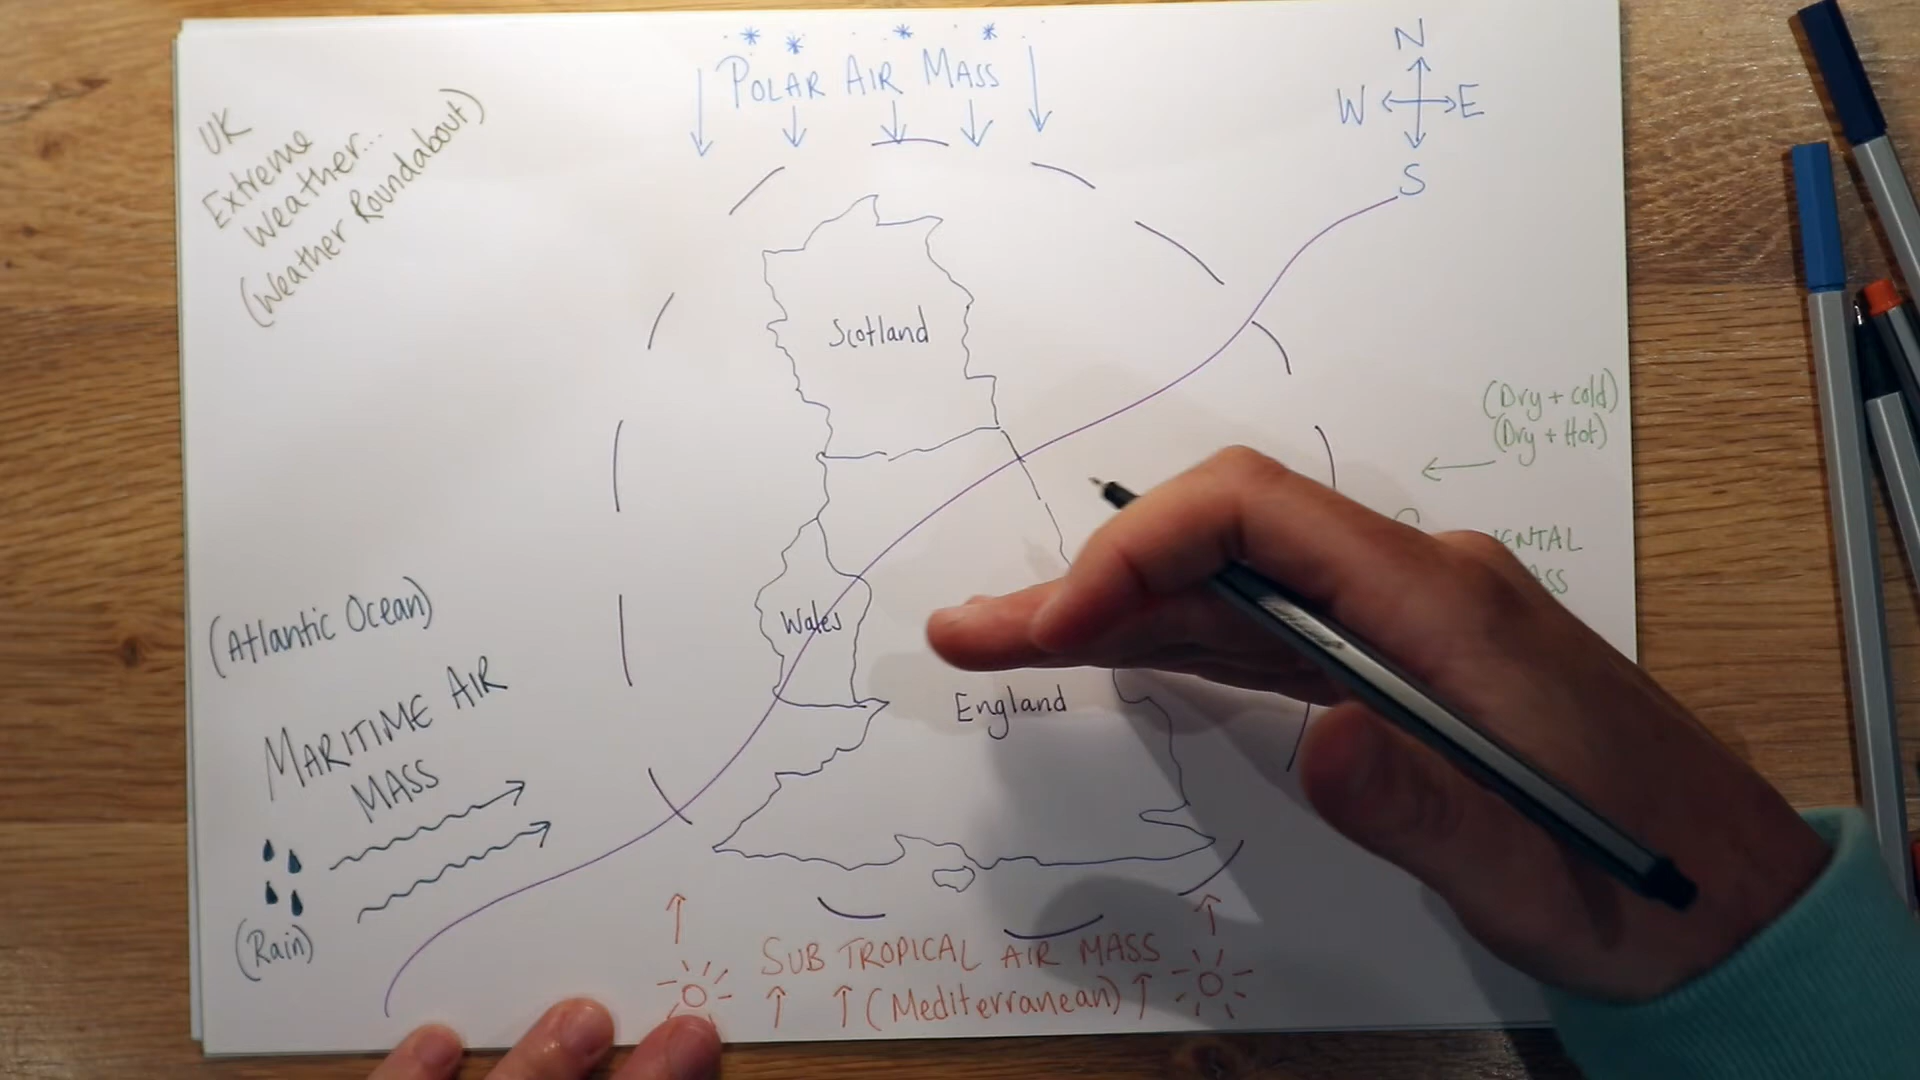 UK
Extreme
Weather...
(Weather Roundabout)
POLAR AIR MASS
N
W E
S
Scotland
(Dry + cold)
(Dry + Hot)
(Atlantic Ocean)
Wales
MARITIME AIR
MASS
England
(Rain)
SUB TROPICAL AIR MASS
(Mediterranean)